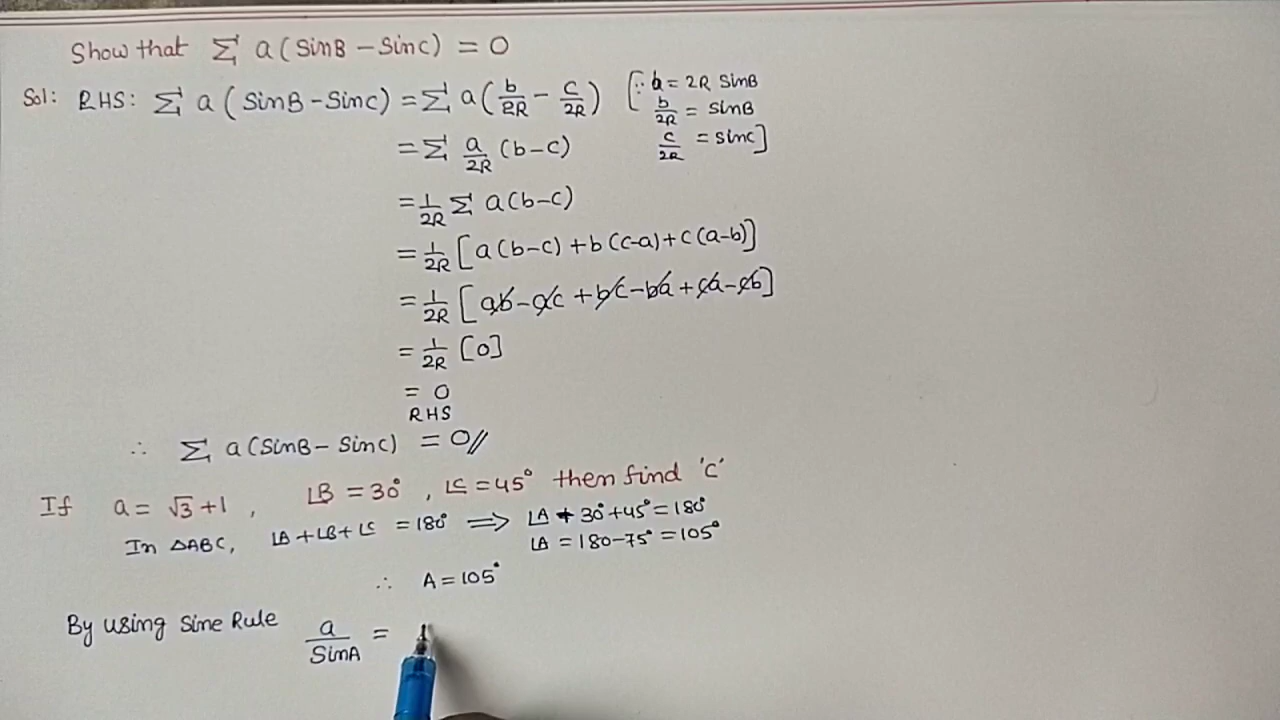 Show that Σ a (SinB – Sinc) = 0
Sol: RHS: Σ a ( SinB - Sinc) = Σ a( b/2R - c/2R ) [∵ b = 2R SinB
b/2R = SinB
= Σ a/2R (b-c) c/2R = sinc]
= 1/2R Σ a(b-c)
= 1/2R [a(b-c) + b(c-a) + c(a-b)]
= 1/2R [ab - ac + bc - ba + ca - cb]
= 1/2R [0]
= 0
RHS
∴ Σ a (SinB - Sinc) = 0//
If a = √3 +1 , ∠B = 30° , ∠C = 45° then find 'c'
In ΔABC, ∠A + ∠B + ∠C = 180° ⟹ ∠A + 30° + 45° = 180°
∠A = 180 - 75° = 105°
∴ A = 105°
By using Sine Rule a/SinA =